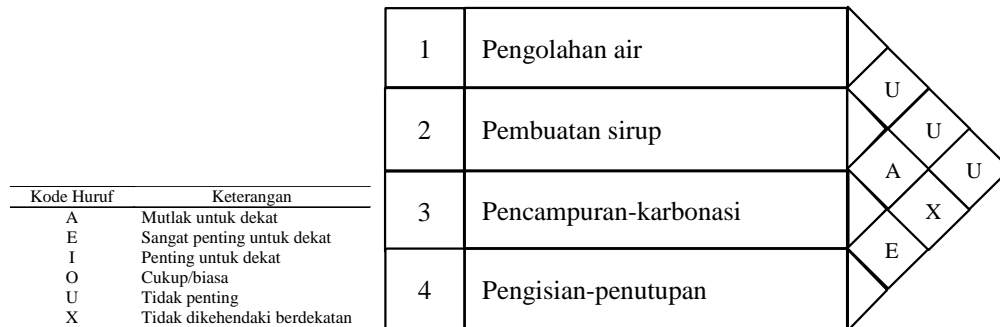 1 Pengolahan air
U
2 Pembuatan sirup
U
A
U
3 Pencampuran-karbonasi
X
E
4 Pengisian-penutupan
Kode Huruf Keterangan
A Mutlak untuk dekat
E Sangat penting untuk dekat
I Penting untuk dekat
O Cukup/biasa
U Tidak penting
X Tidak dikehendaki berdekatan